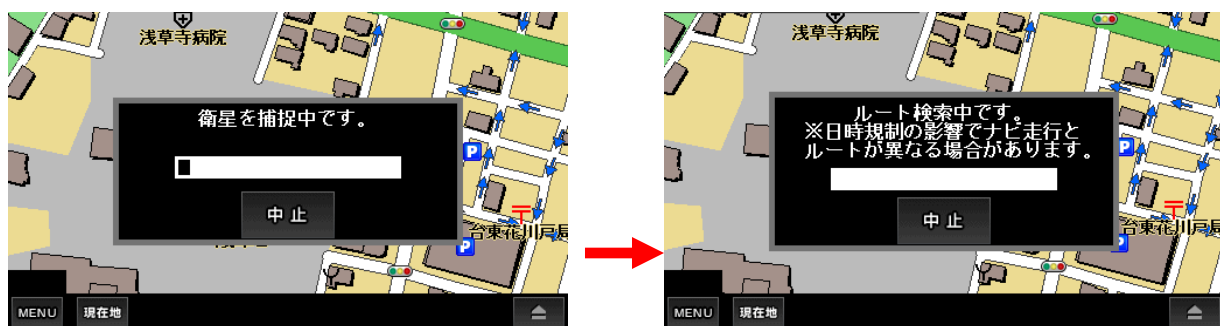 浅草寺病院
衛星を捕捉中です。
中止
P
P
台東花川戸局
MENU
現在地
浅草寺病院
ルート検索中です。
※日時規制の影響でナビ走行と
ルートが異なる場合があります。
中止
P
P
台東花川戸局
MENU
現在地